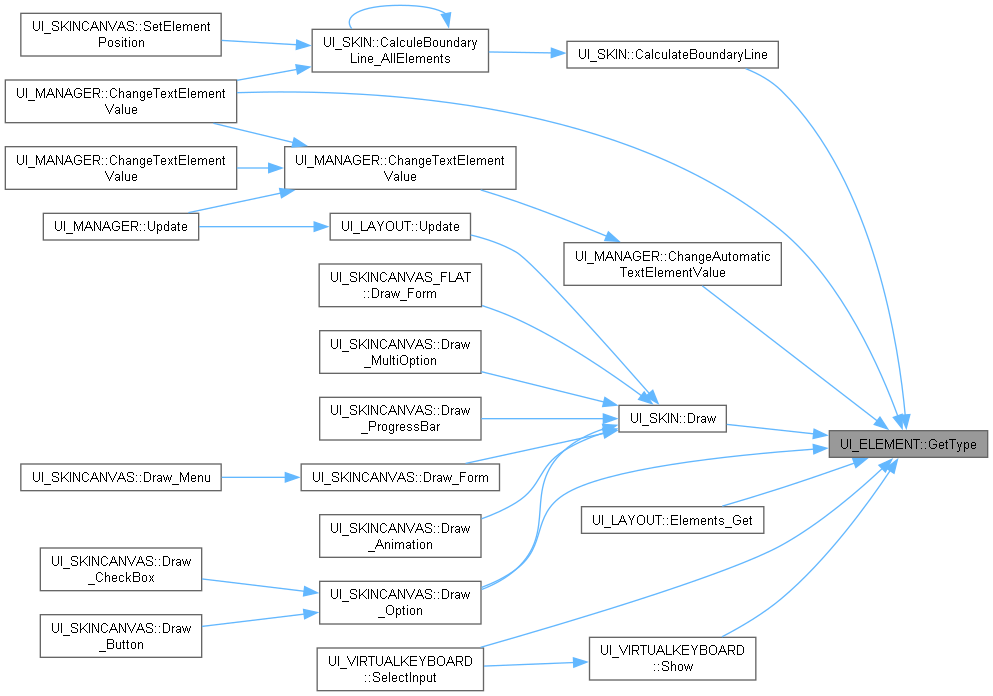 UI_SKINCANVAS::SetElement
Position
UI_SKIN::CalculeBoundary
Line_AllElements
UI_SKIN::CalculateBoundaryLine
UI_MANAGER::ChangeTextElement
Value
UI_MANAGER::ChangeTextElement
Value
UI_MANAGER::ChangeTextElement
Value
UI_MANAGER::Update
UI_LAYOUT::Update
UI_MANAGER::ChangeAutomatic
TextElementValue
UI_SKINCANVAS_FLAT
::Draw_Form
UI_SKINCANVAS::Draw
_MultiOption
UI_SKINCANVAS::Draw
_ProgressBar
UI_SKIN::Draw
UI_ELEMENT::GetType
UI_SKINCANVAS::Draw_Menu
UI_SKINCANVAS::Draw_Form
UI_LAYOUT::Elements_Get
UI_SKINCANVAS::Draw
_Animation
UI_SKINCANVAS::Draw
_CheckBox
UI_SKINCANVAS::Draw
_Option
UI_SKINCANVAS::Draw
_Button
UI_VIRTUALKEYBOARD
::SelectInput
UI_VIRTUALKEYBOARD
::Show